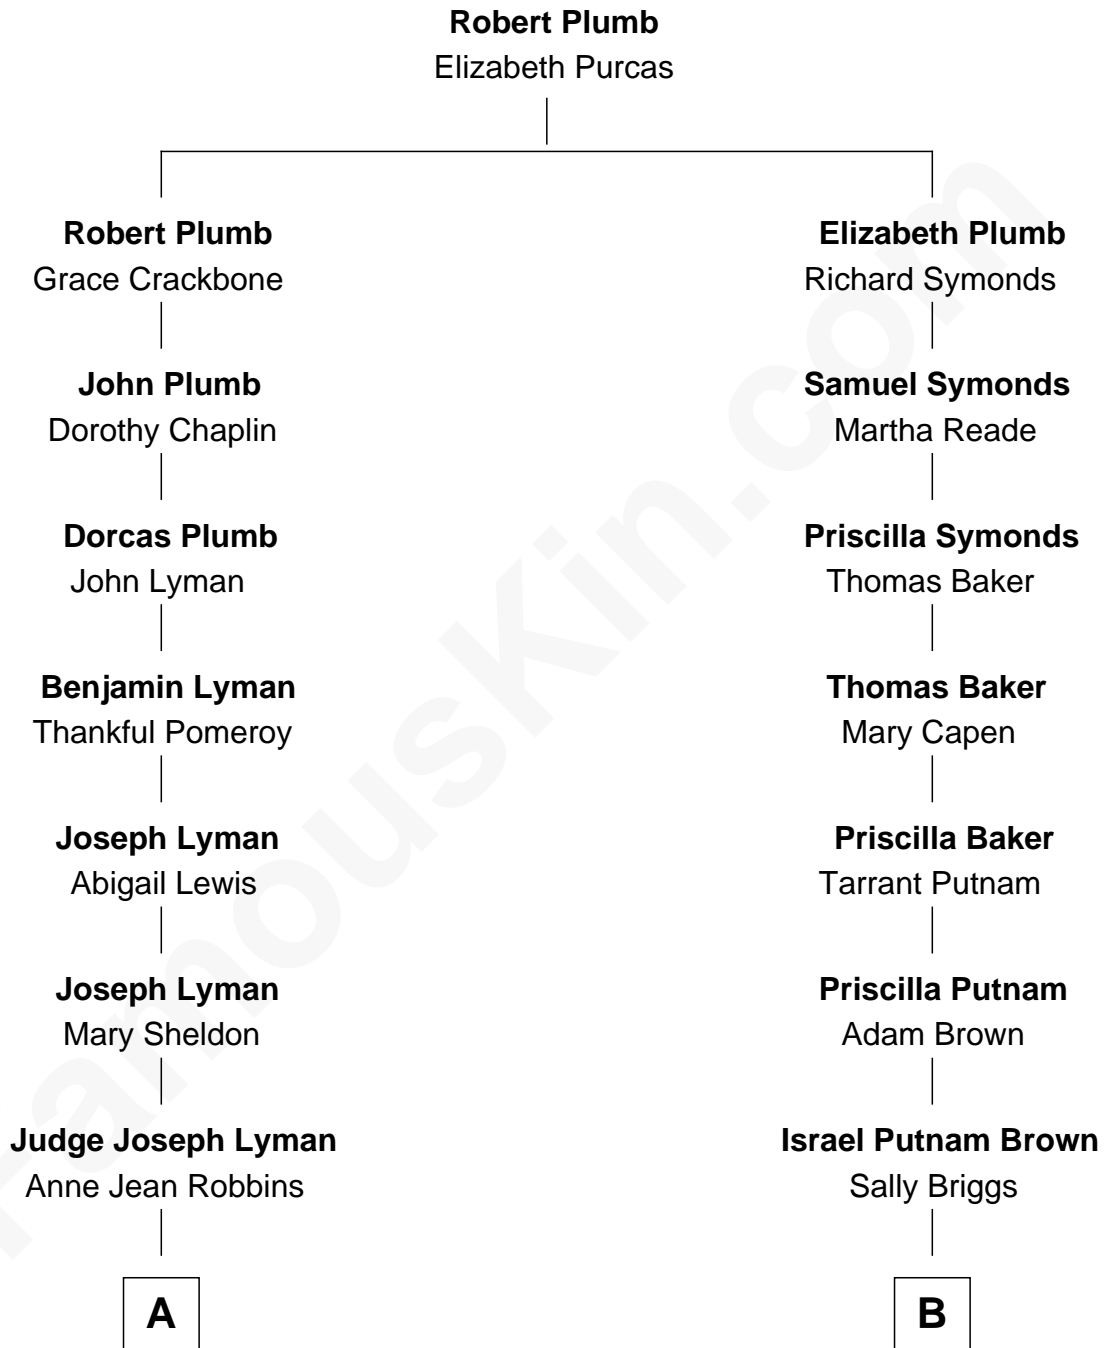 Robert Plumb
Elizabeth Purcas
Robert Plumb
Grace Crackbone
Elizabeth Plumb
Richard Symonds
John Plumb
Dorothy Chaplin
Samuel Symonds
Martha Reade
Dorcas Plumb
John Lyman
Priscilla Symonds
Thomas Baker
Benjamin Lyman
Thankful Pomeroy
Thomas Baker
Mary Capen
Joseph Lyman
Abigail Lewis
Priscilla Baker
Tarrant Putnam
Joseph Lyman
Mary Sheldon
Priscilla Putnam
Adam Brown
Judge Joseph Lyman
Anne Jean Robbins
Israel Putnam Brown
Sally Briggs
A
B
FamousKin.com